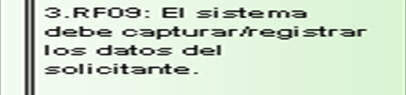 3.RF09: El sistema
debe capturar/registrar
los datos del
solicitante.